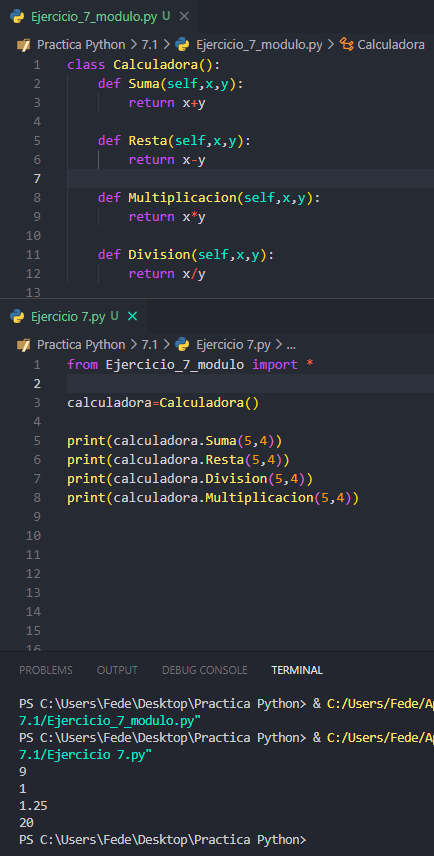 Ejercicio_7_modulo.py U ×
Practica Python > 7.1 > Ejercicio_7_modulo.py > Calculadora
1 class Calculadora():
2     def Suma(self,x,y):
3         return x+y
4
5     def Resta(self,x,y):
6         return x-y
7
8     def Multiplicacion(self,x,y):
9         return x*y
10
11     def Division(self,x,y):
12         return x/y
13
Ejercicio 7.py U ×
Practica Python > 7.1 > Ejercicio 7.py > ...
1 from Ejercicio_7_modulo import *
2
3 calculadora=Calculadora()
4
5 print(calculadora.Suma(5,4))
6 print(calculadora.Resta(5,4))
7 print(calculadora.Division(5,4))
8 print(calculadora.Multiplicacion(5,4))
9
10
11
12
13
14
15
16
PROBLEMS OUTPUT DEBUG CONSOLE TERMINAL
PS C:\Users\Fede\Desktop\Practica Python> & C:/Users/Fede/
7.1/Ejercicio_7_modulo.py"
PS C:\Users\Fede\Desktop\Practica Python> & C:/Users/Fede/
7.1/Ejercicio 7.py"
9
1
1.25
20
PS C:\Users\Fede\Desktop\Practica Python>